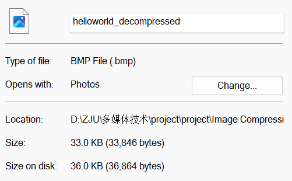 helloworld_decompressed
Type of file: BMP File (.bmp)
Opens with: Photos Change...
Location: D:\ZJU\多媒体技术\project\project\Image Compressi
Size: 33.0 KB (33,846 bytes)
Size on disk: 36.0 KB (36,864 bytes)